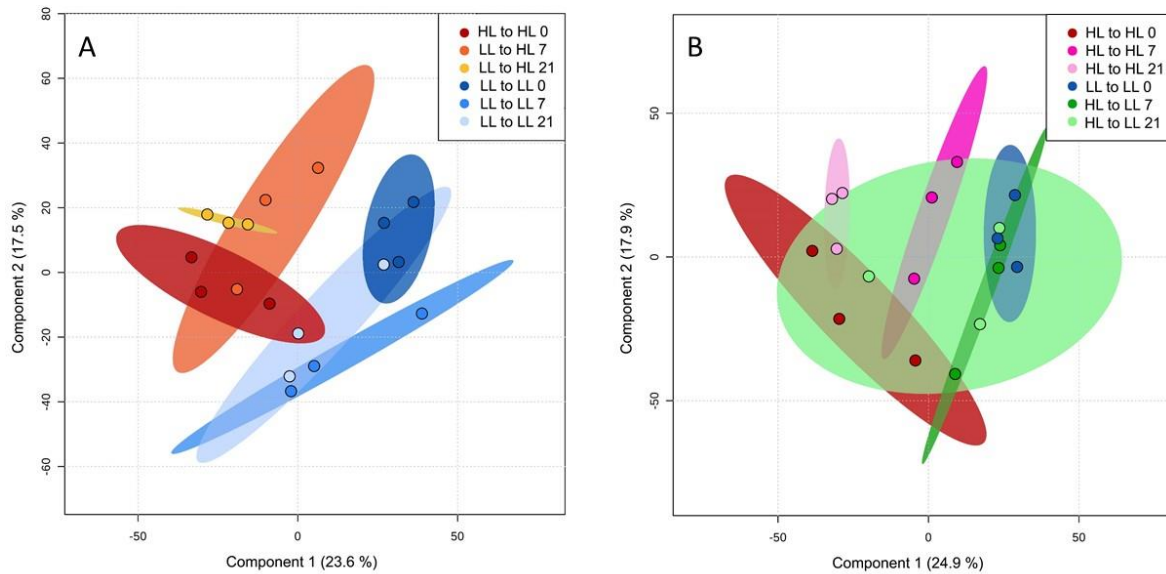 A
HL to HL 0
LL to HL 7
LL to HL 21
LL to LL 0
LL to LL 7
LL to LL 21
80
60
40
20
0
-20
-40
-60
Component 2 (17.5 %)
-50
0
50
Component 1 (23.6 %)
B
HL to HL 0
HL to HL 7
HL to HL 21
LL to LL 0
HL to LL 7
HL to LL 21
50
0
-50
Component 2 (17.9 %)
-50
0
50
Component 1 (24.9 %)